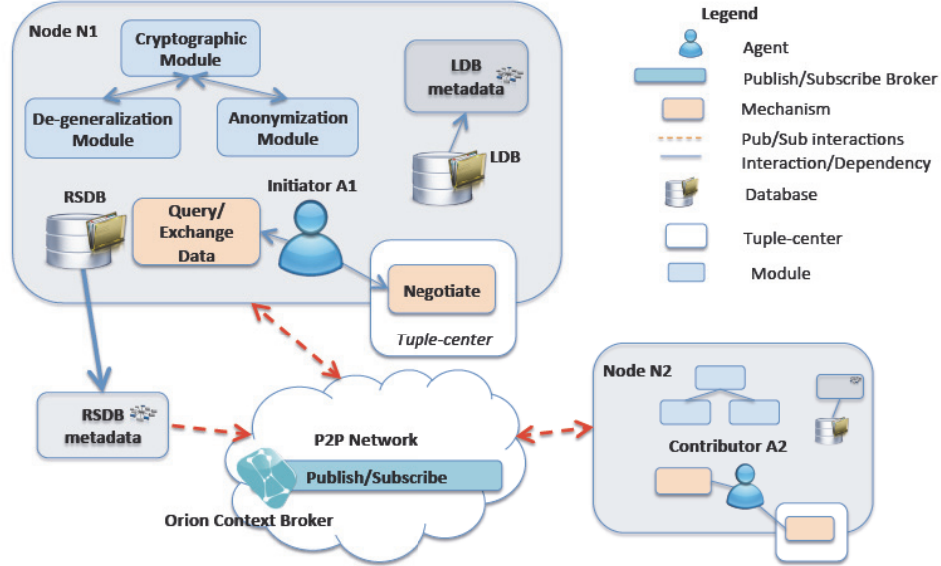 Node N1
Cryptographic
Module
De-generalization
Module
Anonymization
Module
LDB
metadata
LDB
RSDB
Query/
Exchange
Data
Initiator A1
Negotiate
Tuple-center
RSDB
metadata
P2P Network
Publish/Subscribe
Orion Context Broker
Node N2
Contributor A2
Legend
Agent
Publish/Subscribe Broker
Mechanism
Pub/Sub interactions
Interaction/Dependency
Database
Tuple-center
Module